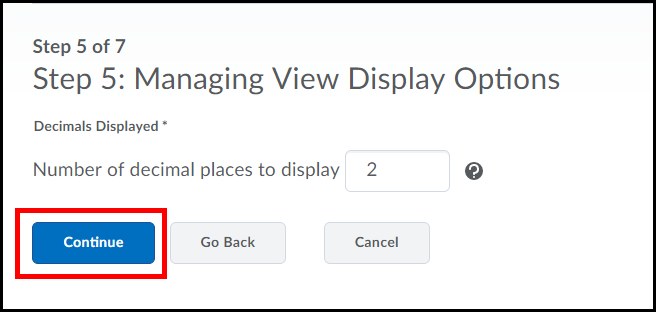 Step 5 of 7
Step 5: Managing View Display Options
Decimals Displayed *
Number of decimal places to display 2 ?
Continue Go Back Cancel